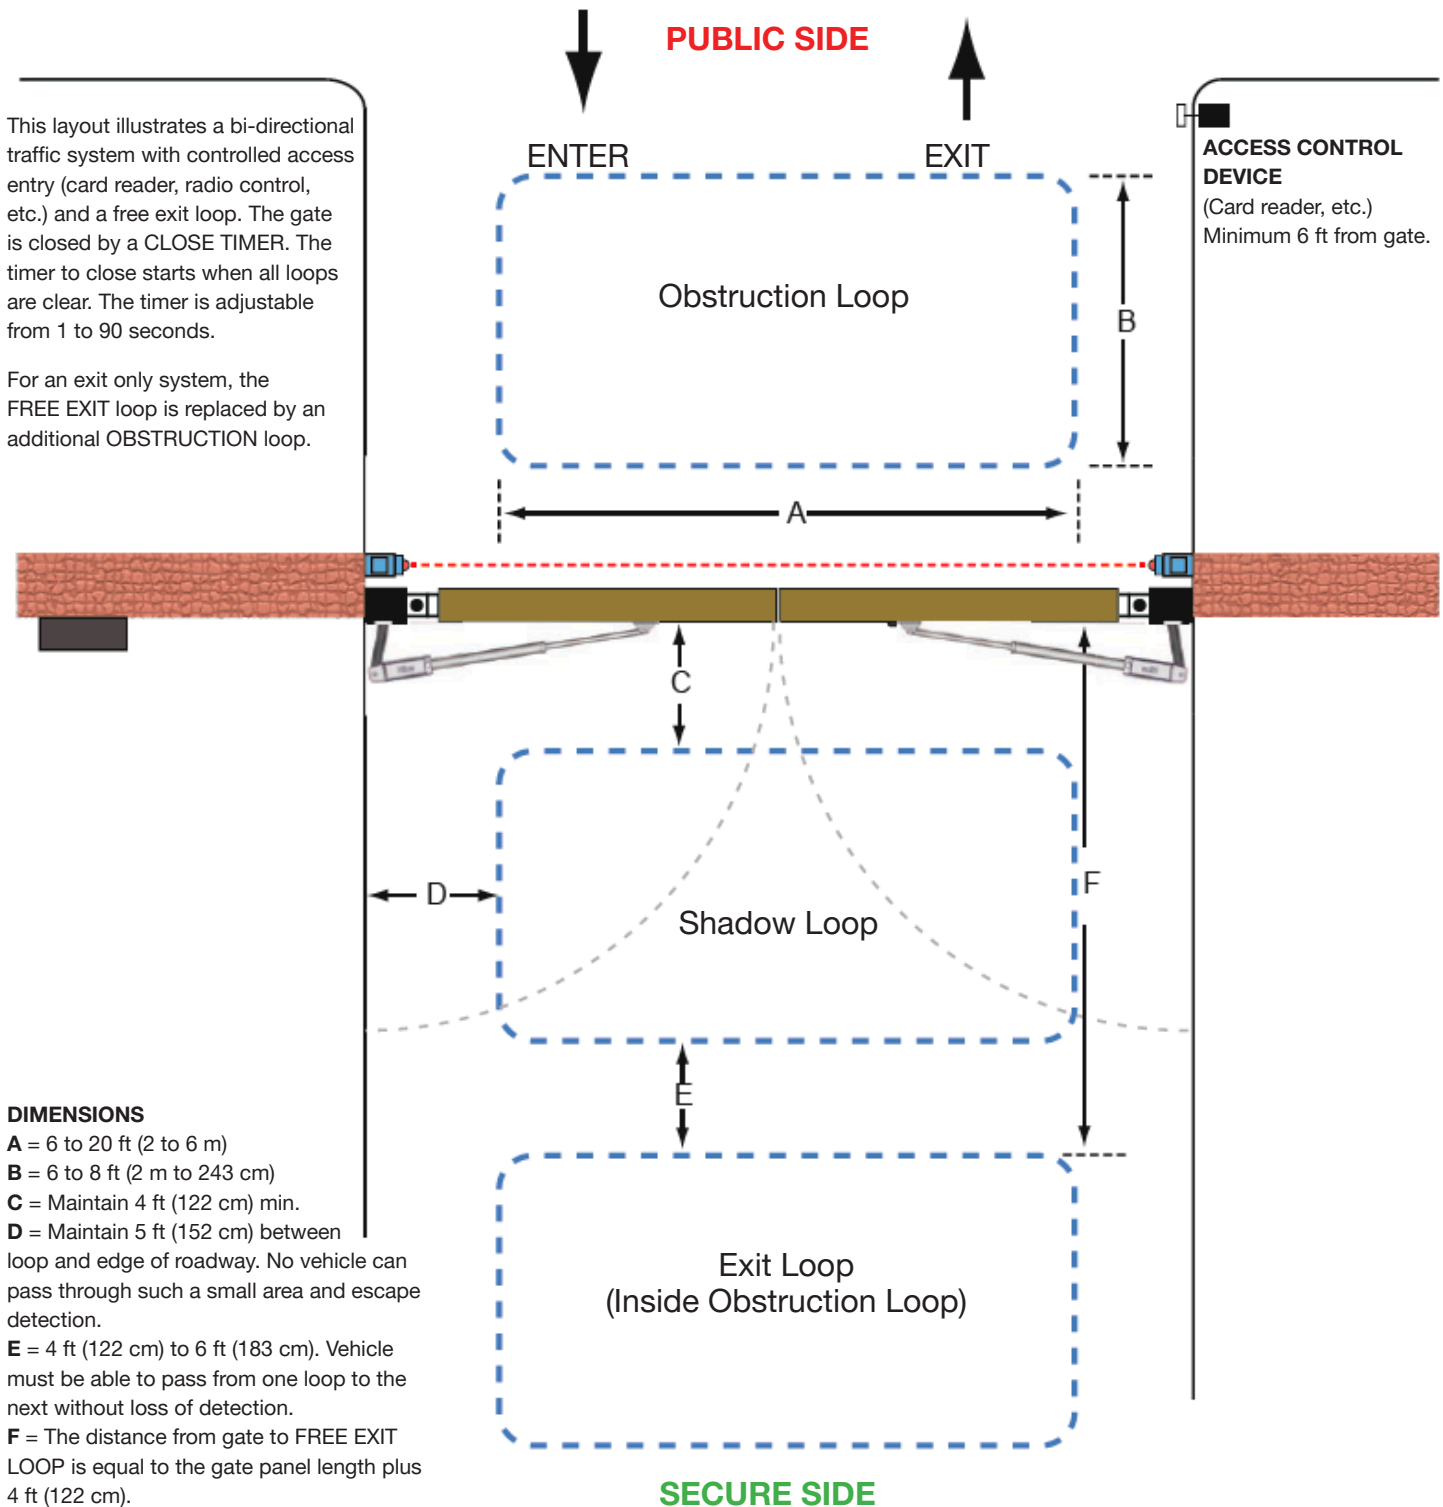 PUBLIC SIDE
This layout illustrates a bi-directional
traffic system with controlled access
entry (card reader, radio control,
etc.) and a free exit loop. The gate
is closed by a CLOSE TIMER. The
timer to close starts when all loops
are clear. The timer is adjustable
from 1 to 90 seconds.
For an exit only system, the
FREE EXIT loop is replaced by an
additional OBSTRUCTION loop.
ENTER
EXIT
ACCESS CONTROL
DEVICE
(Card reader, etc.)
Minimum 6 ft from gate.
Obstruction Loop
B
A
C
D
Shadow Loop
F
E
DIMENSIONS
A = 6 to 20 ft (2 to 6 m)
B = 6 to 8 ft (2 m to 243 cm)
C = Maintain 4 ft (122 cm) min.
D = Maintain 5 ft (152 cm) between
loop and edge of roadway. No vehicle can
pass through such a small area and escape
detection.
E = 4 ft (122 cm) to 6 ft (183 cm). Vehicle
must be able to pass from one loop to the
next without loss of detection.
F = The distance from gate to FREE EXIT
LOOP is equal to the gate panel length plus
4 ft (122 cm).
Exit Loop
(Inside Obstruction Loop)
SECURE SIDE